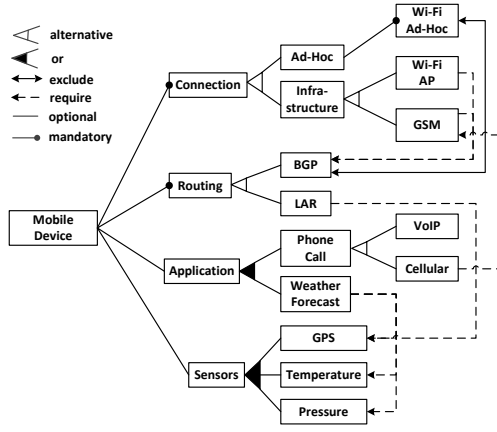 alternative
or
exclude
require
optional
mandatory
Mobile
Device
Connection
Routing
Application
Sensors
Ad-Hoc
Infra-
structure
BGP
LAR
Phone
Call
Weather
Forecast
GPS
Temperature
Pressure
Wi-Fi
Ad-Hoc
Wi-Fi
AP
GSM
VoIP
Cellular